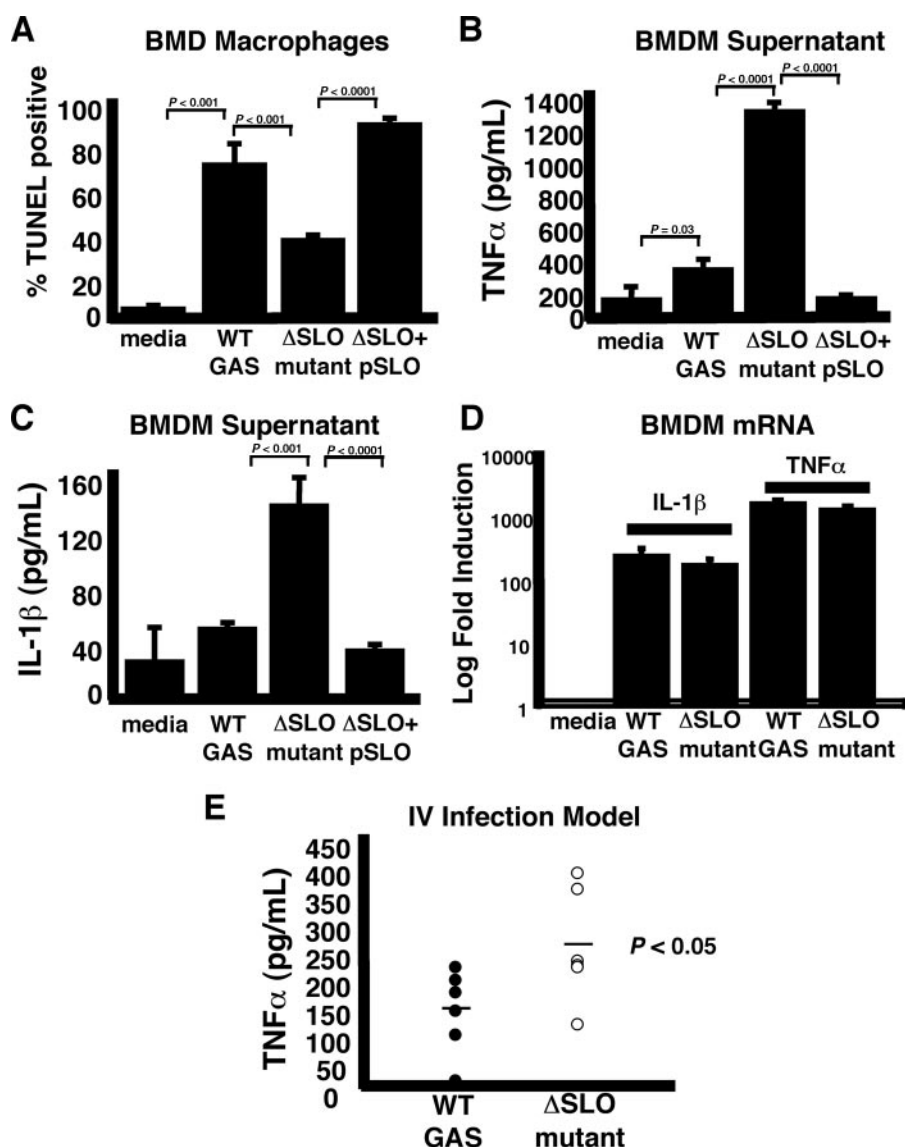 A
BMD Macrophages
% TUNEL positive
100
80
60
40
20
0
P < 0.001
P < 0.001
P < 0.0001
media
WT
GAS
ΔSLO
mutant
ΔSLO+
pSLO
B
BMDM Supernatant
TNFα (pg/mL)
1400
1200
1000
800
600
400
200
0
P = 0.03
P < 0.0001
P < 0.0001
media
WT
GAS
ΔSLO
mutant
ΔSLO+
pSLO
C
BMDM Supernatant
IL-1β (pg/mL)
160
120
80
40
0
P < 0.001
P < 0.0001
media
WT
GAS
ΔSLO
mutant
ΔSLO+
pSLO
D
BMDM mRNA
Log Fold Induction
10000
1000
100
10
1
IL-1β
TNFα
media
WT
GAS
ΔSLO
mutant
WT
GAS
ΔSLO
mutant
E
IV Infection Model
TNFα (pg/mL)
450
400
350
300
250
200
150
100
50
0
P < 0.05
WT
GAS
ΔSLO
mutant